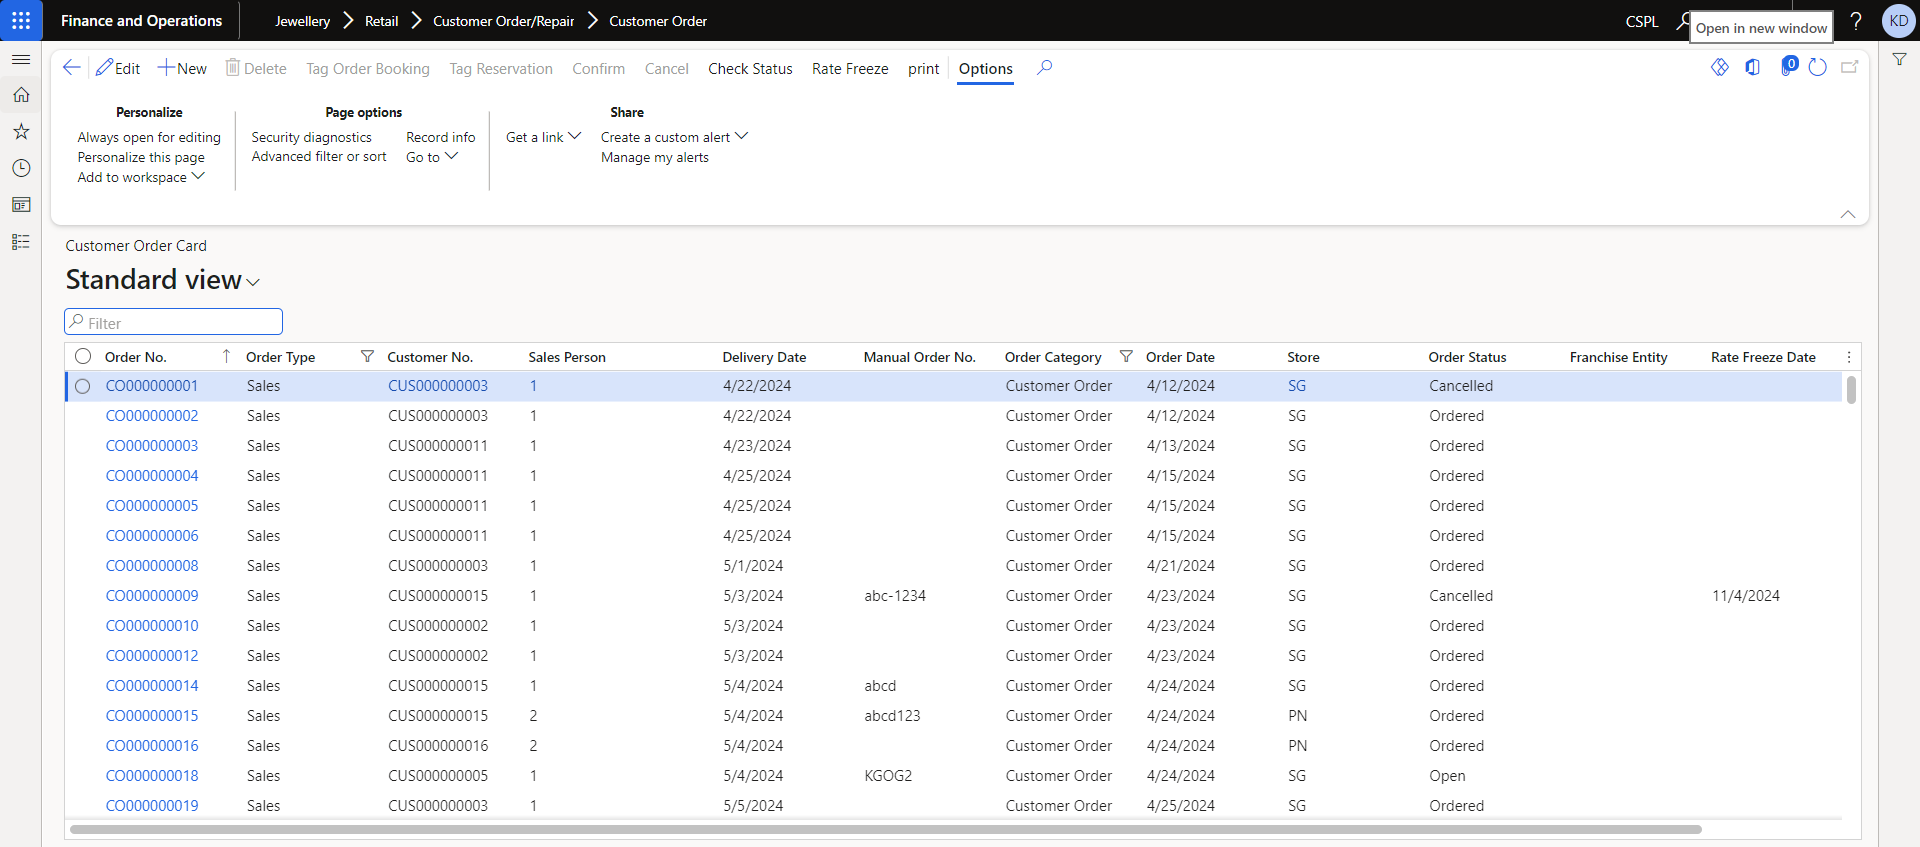 Finance and Operations Jewellery Retail Customer Order/Repair Customer Order CSPL ? KD
Open in new window
Edit New Delete Tag Order Booking Tag Reservation Confirm Cancel Check Status Rate Freeze print Options 0
Personalize Page options Share
Always open for editing Security diagnostics Record info Get a link Create a custom alert
Personalize this page Advanced filter or sort Go to Manage my alerts
Add to workspace
Customer Order Card
Standard view
Filter
Order No. Order Type Customer No. Sales Person Delivery Date Manual Order No. Order Category Order Date Store Order Status Franchise Entity Rate Freeze Date
CO000000001 Sales CUS000000003 1 4/22/2024 Customer Order 4/12/2024 SG Cancelled
CO000000002 Sales CUS000000003 1 4/22/2024 Customer Order 4/12/2024 SG Ordered
CO000000003 Sales CUS000000011 1 4/23/2024 Customer Order 4/13/2024 SG Ordered
CO000000004 Sales CUS000000011 1 4/25/2024 Customer Order 4/15/2024 SG Ordered
CO000000005 Sales CUS000000011 1 4/25/2024 Customer Order 4/15/2024 SG Ordered
CO000000006 Sales CUS000000011 1 4/25/2024 Customer Order 4/15/2024 SG Ordered
CO000000008 Sales CUS000000003 1 5/1/2024 Customer Order 4/21/2024 SG Ordered
CO000000009 Sales CUS000000015 1 5/3/2024 abc-1234 Customer Order 4/23/2024 SG Cancelled 11/4/2024
CO000000010 Sales CUS000000002 1 5/3/2024 Customer Order 4/23/2024 SG Ordered
CO000000012 Sales CUS000000002 1 5/3/2024 Customer Order 4/23/2024 SG Ordered
CO000000014 Sales CUS000000015 1 5/4/2024 abcd Customer Order 4/24/2024 SG Ordered
CO000000015 Sales CUS000000015 2 5/4/2024 abcd123 Customer Order 4/24/2024 PN Ordered
CO000000016 Sales CUS000000016 2 5/4/2024 Customer Order 4/24/2024 PN Ordered
CO000000018 Sales CUS000000005 1 5/4/2024 KGOG2 Customer Order 4/24/2024 SG Open
CO000000019 Sales CUS000000003 1 5/5/2024 Customer Order 4/25/2024 SG Ordered